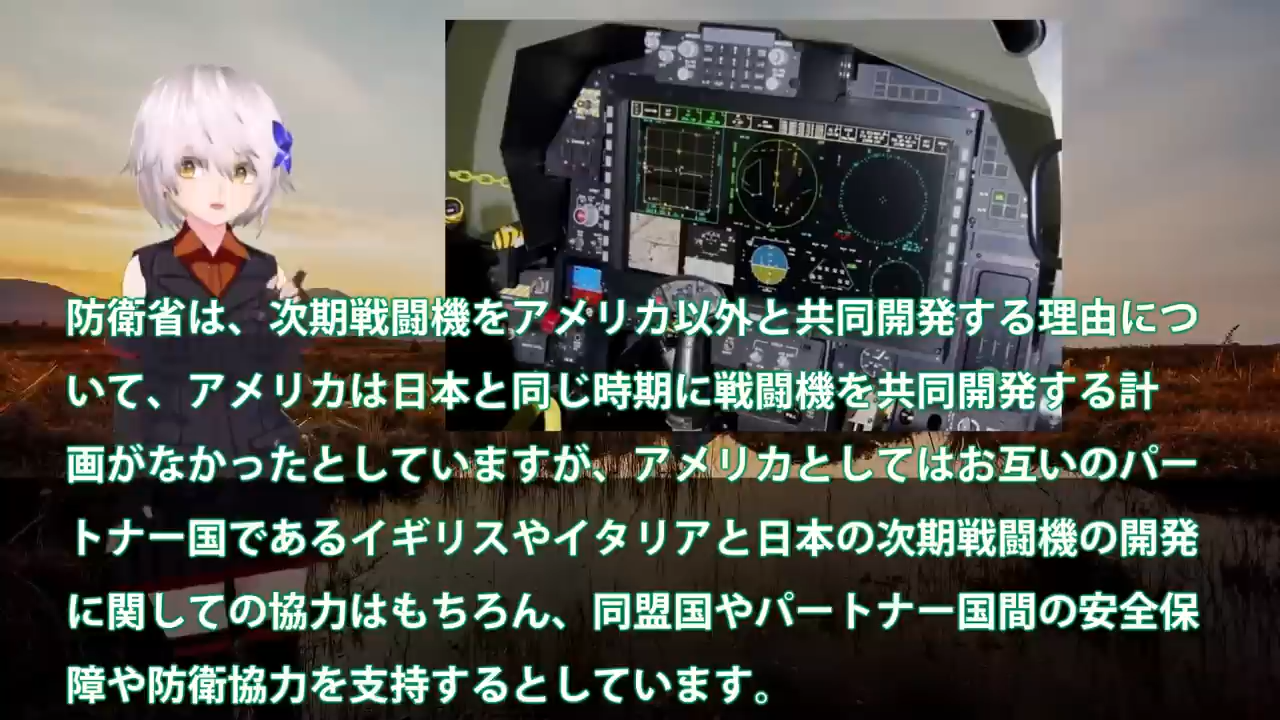 防衛省は、次期戦闘機をアメリカ以外と共同開発する理由につ
いて、アメリカは日本と同じ時期に戦闘機を共同開発する計
画がなかったとしていますが、アメリカとしてはお互いのパー
トナー国であるイギリスやイタリアと日本の次期戦闘機の開発
に関しての協力はもちろん、同盟国やパートナー国間の安全保
障や防衛協力を支持するとしています。